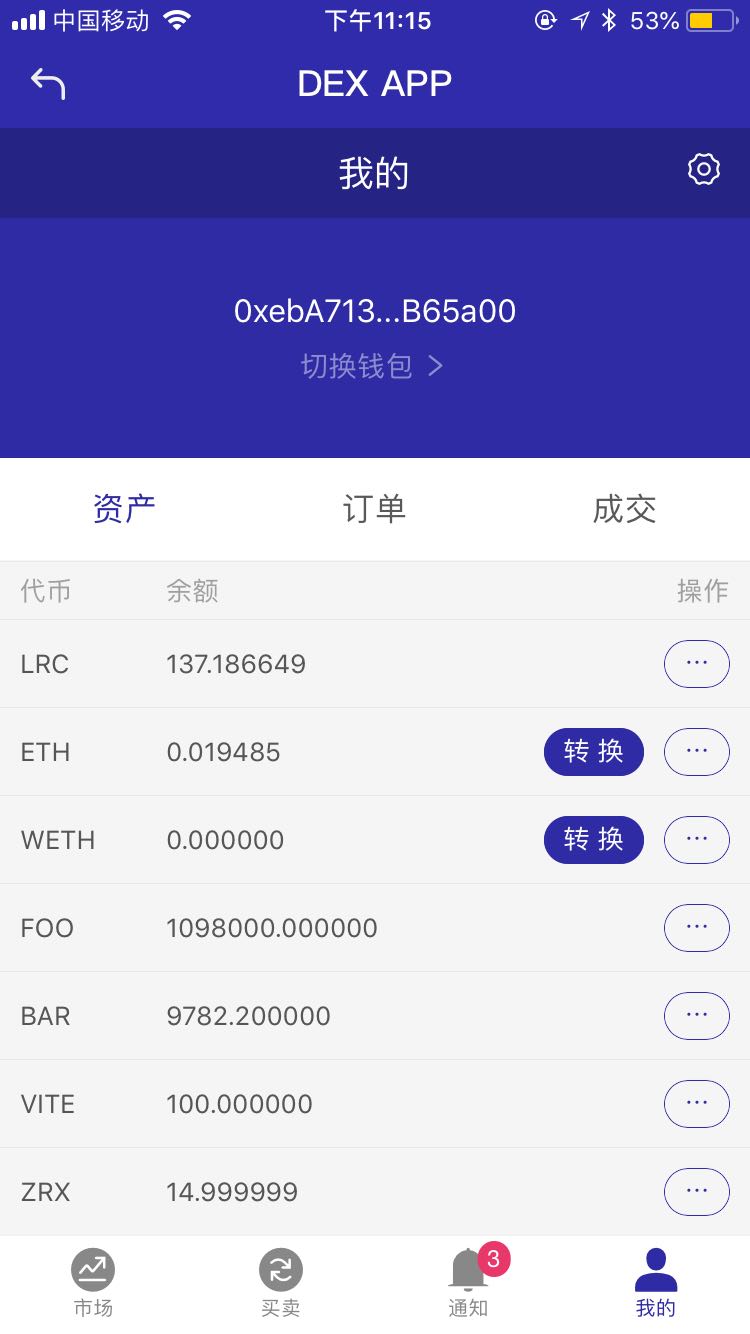 中国移动 下午11:15 53%
DEX APP
我的
0xebA713...B65a00
切换钱包
资产 订单 成交
代币 余额 操作
LRC 137.186649 ...
ETH 0.019485 转换 ...
WETH 0.000000 转换 ...
FOO 1098000.000000 ...
BAR 9782.200000 ...
VITE 100.000000 ...
ZRX 14.999999 ...
3
市场 买卖 通知 我的